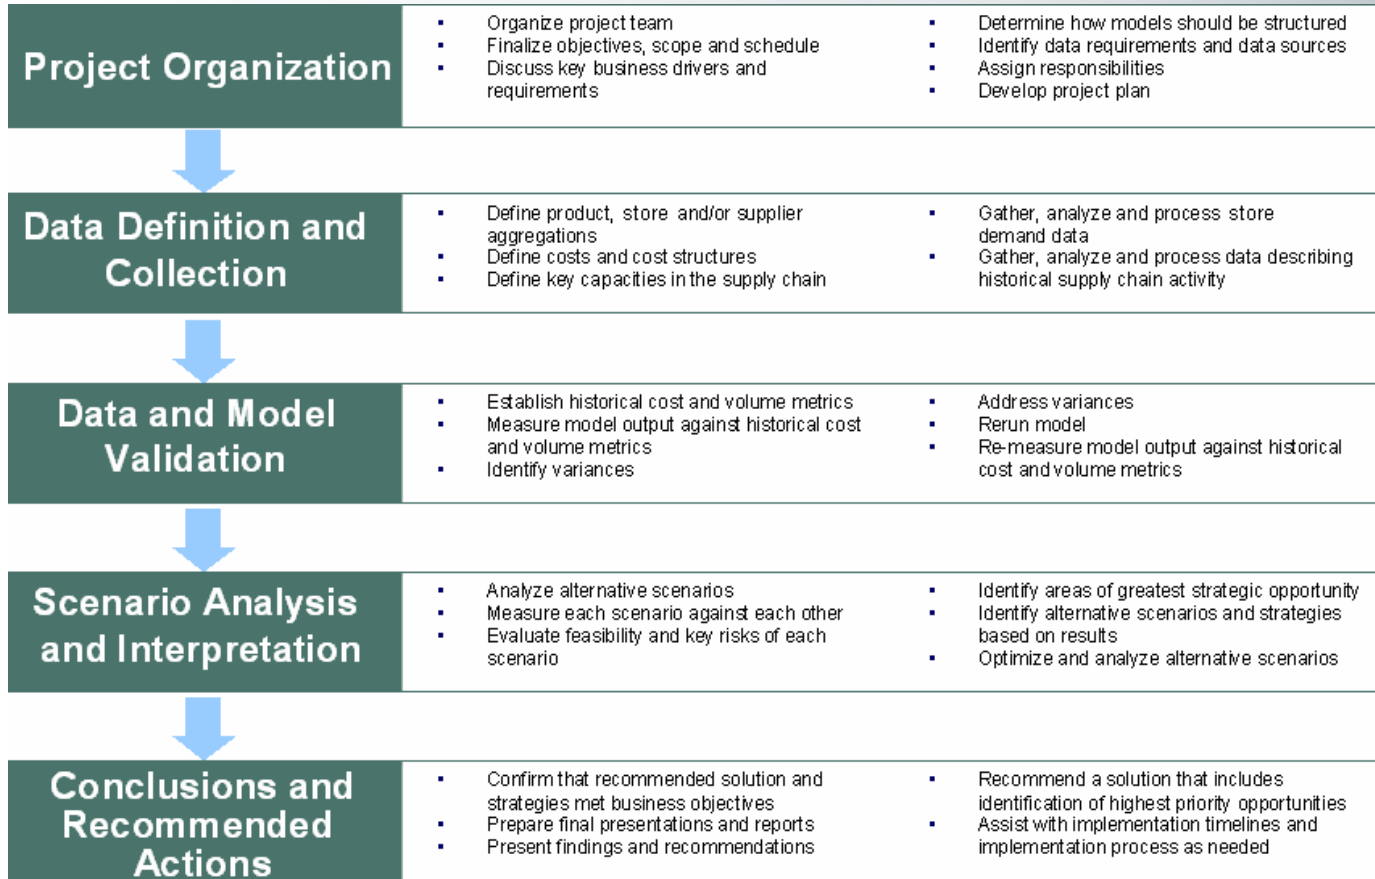 Project Organization
▪ Organize project team
▪ Finalize objectives, scope and schedule
▪ Discuss key business drivers and
requirements
▪ Determine how models should be structured
▪ Identify data requirements and data sources
▪ Assign responsibilities
▪ Develop project plan
Data Definition and
Collection
▪ Define product, store and/or supplier
aggregations
▪ Define costs and cost structures
▪ Define key capacities in the supply chain
▪ Gather, analyze and process store
demand data
▪ Gather, analyze and process data describing
historical supply chain activity
Data and Model
Validation
▪ Establish historical cost and volume metrics
▪ Measure model output against historical cost
and volume metrics
▪ Identify variances
▪ Address variances
▪ Rerun model
▪ Re-measure model output against historical
cost and volume metrics
Scenario Analysis
and Interpretation
▪ Analyze alternative scenarios
▪ Measure each scenario against each other
▪ Evaluate feasibility and key risks of each
scenario
▪ Identify areas of greatest strategic opportunity
▪ Identify alternative scenarios and strategies
based on results
▪ Optimize and analyze alternative scenarios
Conclusions and
Recommended
Actions
▪ Confirm that recommended solution and
strategies met business objectives
▪ Prepare final presentations and reports
▪ Present findings and recommendations
▪ Recommend a solution that includes
identification of highest priority opportunities
▪ Assist with implementation timelines and
implementation process as needed